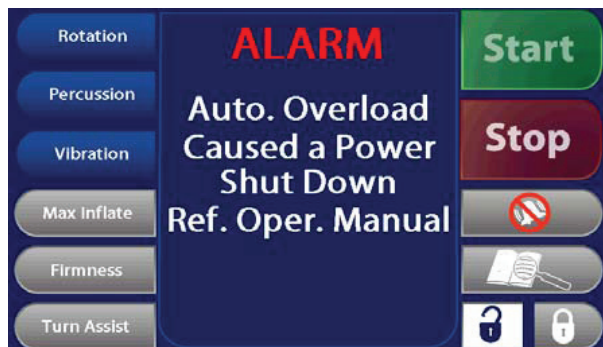 Rotation
Percussion
Vibration
Max Inflate
Firmness
Turn Assist
ALARM
Auto. Overload
Caused a Power
Shut Down
Ref. Oper. Manual
Start
Stop